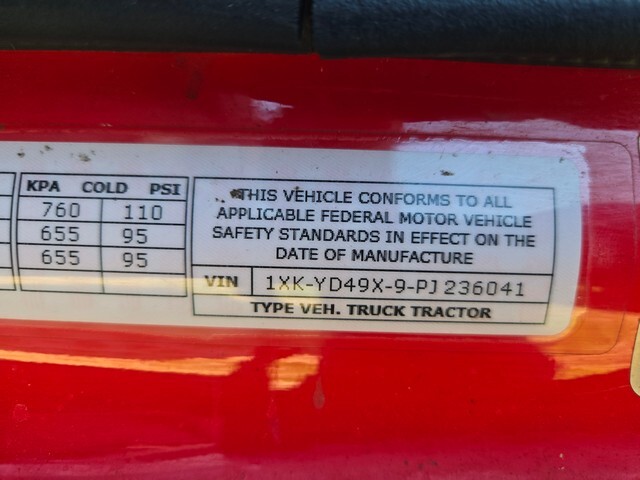 KPA COLD PSI
760 110
655 95
655 95
THIS VEHICLE CONFORMS TO ALL
APPLICABLE FEDERAL MOTOR VEHICLE
SAFETY STANDARDS IN EFFECT ON THE
DATE OF MANUFACTURE
VIN 1XK-YD49X-9-PJ236041
TYPE VEH. TRUCK TRACTOR